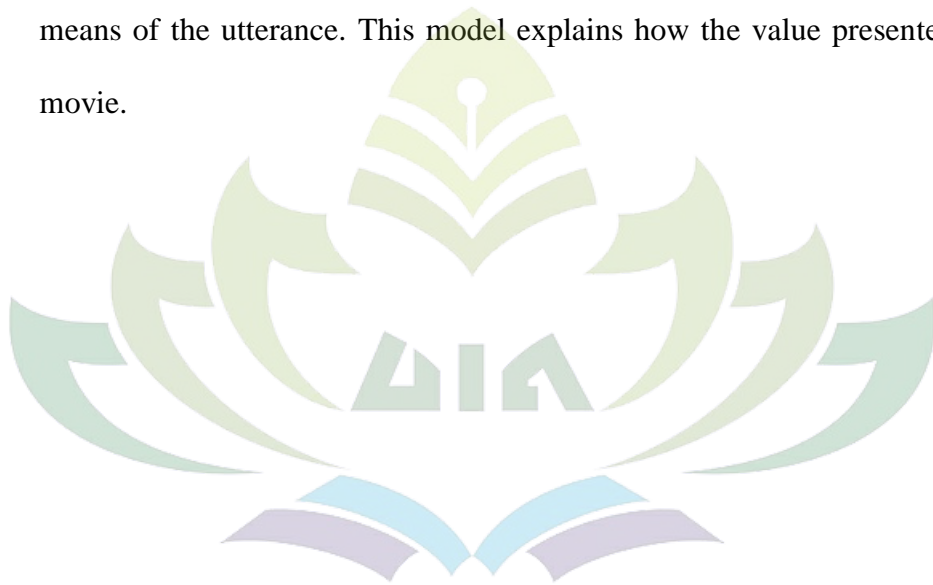 means of the utterance. This model explains how the value presente
movie.